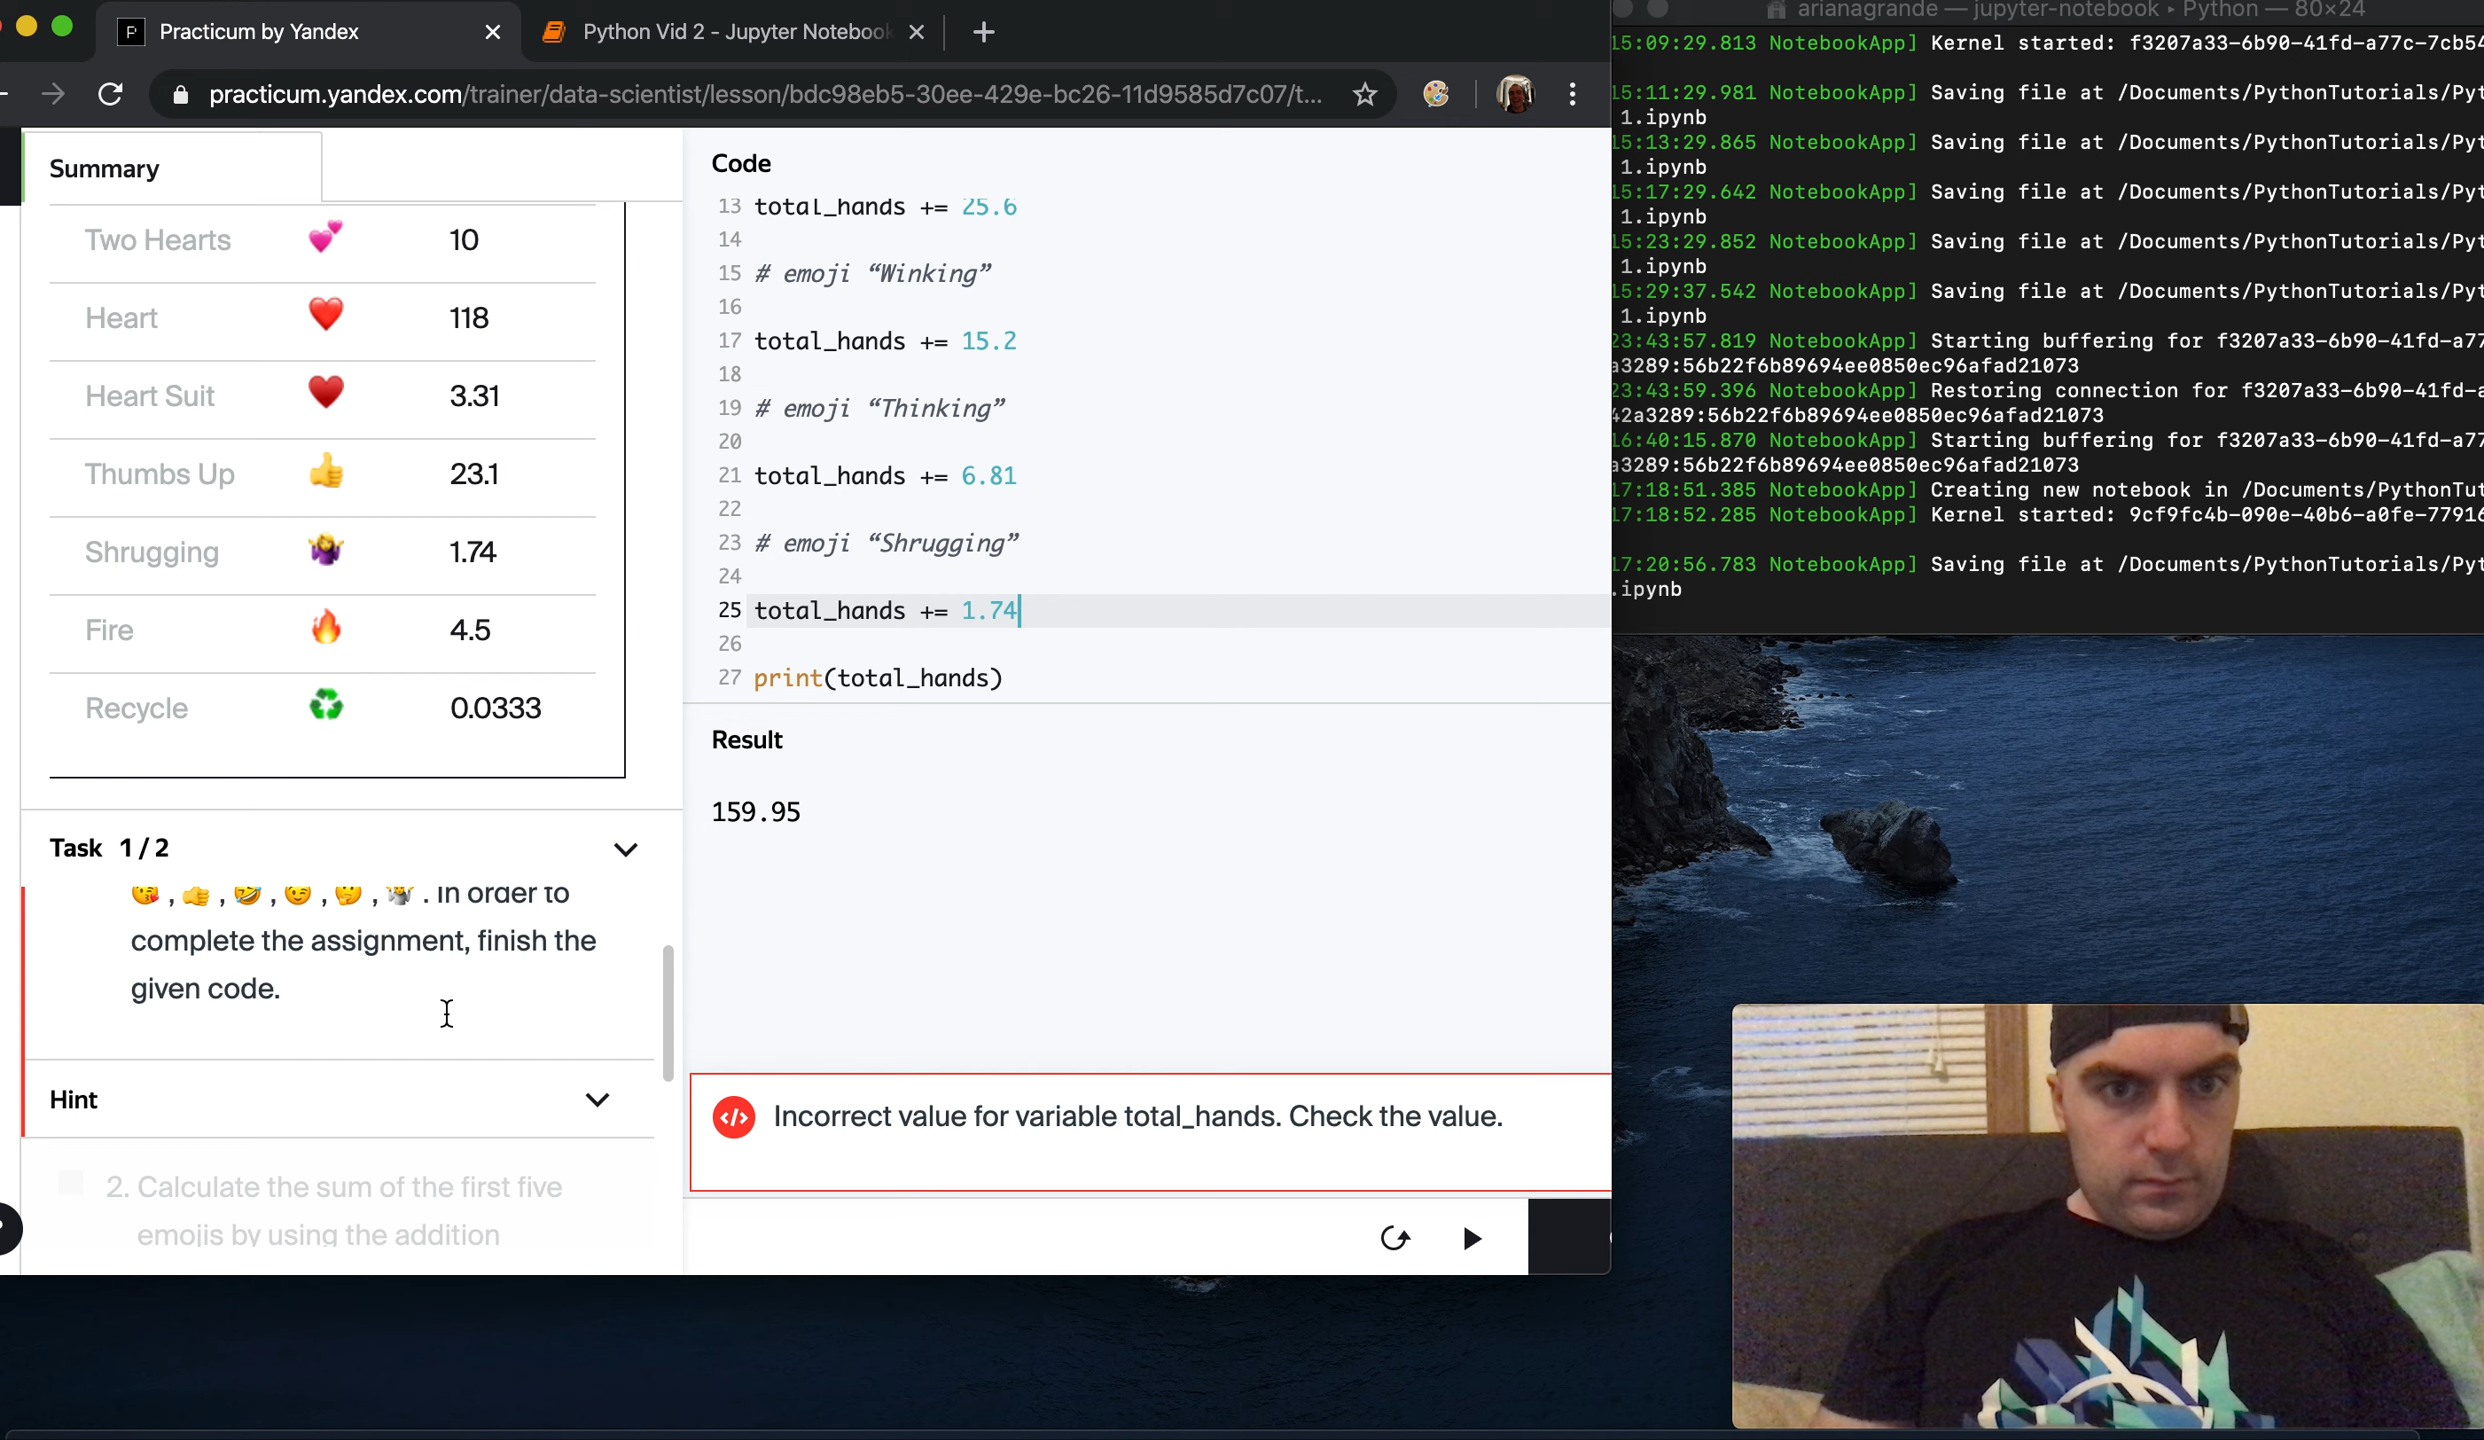 Practicum by Yandex
Python Vid 2 - Jupyter Notebook
practicum.yandex.com/trainer/data-scientist/lesson/bdc98eb5-30ee-429e-bc26-11d9585d7c07/t...
Summary
Two Hearts 💕 10
Heart ❤️ 118
Heart Suit ♥️ 3.31
Thumbs Up 👍 23.1
Shrugging 🤷‍♀️ 1.74
Fire 🔥 4.5
Recycle ♻️ 0.0333
Task 1 / 2
😘 , 👍 , 🤣 , 😉 , 🤔 , 🤷‍♀️ . In order to
complete the assignment, finish the
given code.
Hint
2. Calculate the sum of the first five
emojis by using the addition
Code
13 total_hands += 25.6
14
15 # emoji “Winking”
16
17 total_hands += 15.2
18
19 # emoji “Thinking”
20
21 total_hands += 6.81
22
23 # emoji “Shrugging”
24
25 total_hands += 1.74
26
27 print(total_hands)
Result
159.95
</> Incorrect value for variable total_hands. Check the value.
arianagrande — jupyter-notebook ▸ Python — 80×24
15:09:29.813 NotebookApp] Kernel started: f3207a33-6b90-41fd-a77c-7cb54
15:11:29.981 NotebookApp] Saving file at /Documents/PythonTutorials/Pyt
1.ipynb
15:13:29.865 NotebookApp] Saving file at /Documents/PythonTutorials/Pyt
1.ipynb
15:17:29.642 NotebookApp] Saving file at /Documents/PythonTutorials/Pyt
1.ipynb
15:23:29.852 NotebookApp] Saving file at /Documents/PythonTutorials/Pyt
1.ipynb
15:29:37.542 NotebookApp] Saving file at /Documents/PythonTutorials/Pyt
1.ipynb
23:43:57.819 NotebookApp] Starting buffering for f3207a33-6b90-41fd-a77
a3289:56b22f6b89694ee0850ec96afad21073
23:43:59.396 NotebookApp] Restoring connection for f3207a33-6b90-41fd-a
42a3289:56b22f6b89694ee0850ec96afad21073
16:40:15.870 NotebookApp] Starting buffering for f3207a33-6b90-41fd-a77
a3289:56b22f6b89694ee0850ec96afad21073
17:18:51.385 NotebookApp] Creating new notebook in /Documents/PythonTut
17:18:52.285 NotebookApp] Kernel started: 9cf9fc4b-090e-40b6-a0fe-77916
17:20:56.783 NotebookApp] Saving file at /Documents/PythonTutorials/Pyt
.ipynb